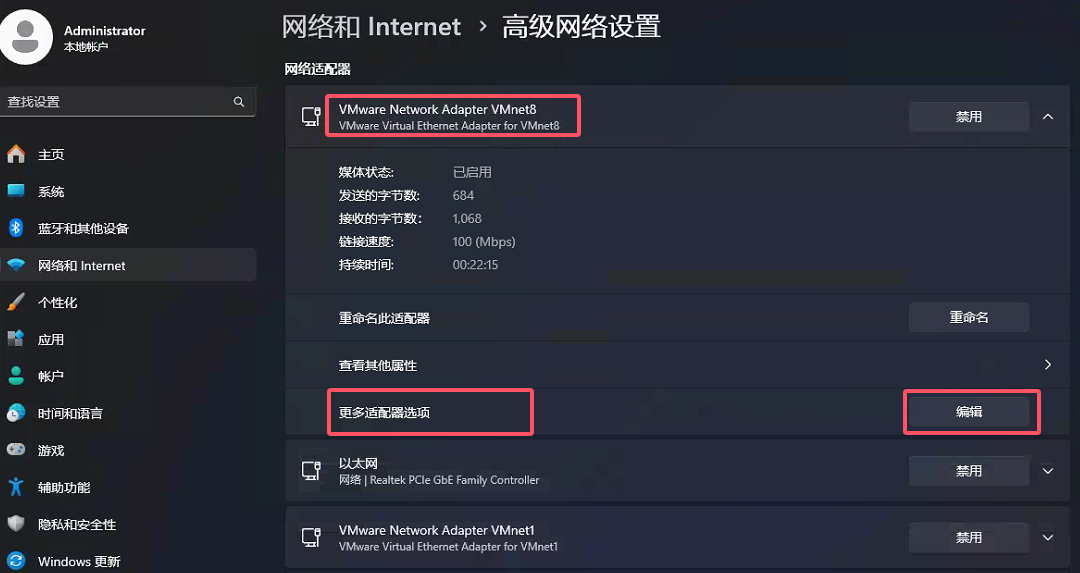 Administrator
本地帐户
查找设置
主页
系统
蓝牙和其他设备
网络和 Internet
个性化
应用
帐户
时间和语言
游戏
辅助功能
隐私和安全性
Windows 更新
网络和 Internet › 高级网络设置
网络适配器
VMware Network Adapter VMnet8
VMware Virtual Ethernet Adapter for VMnet8
禁用
媒体状态: 已启用
发送的字节数: 684
接收的字节数: 1,068
链接速度: 100 (Mbps)
持续时间: 00:22:15
重命名此适配器 重命名
查看其他属性
更多适配器选项 编辑
以太网
网络 | Realtek PCIe GbE Family Controller
禁用
VMware Network Adapter VMnet1
VMware Virtual Ethernet Adapter for VMnet1
禁用